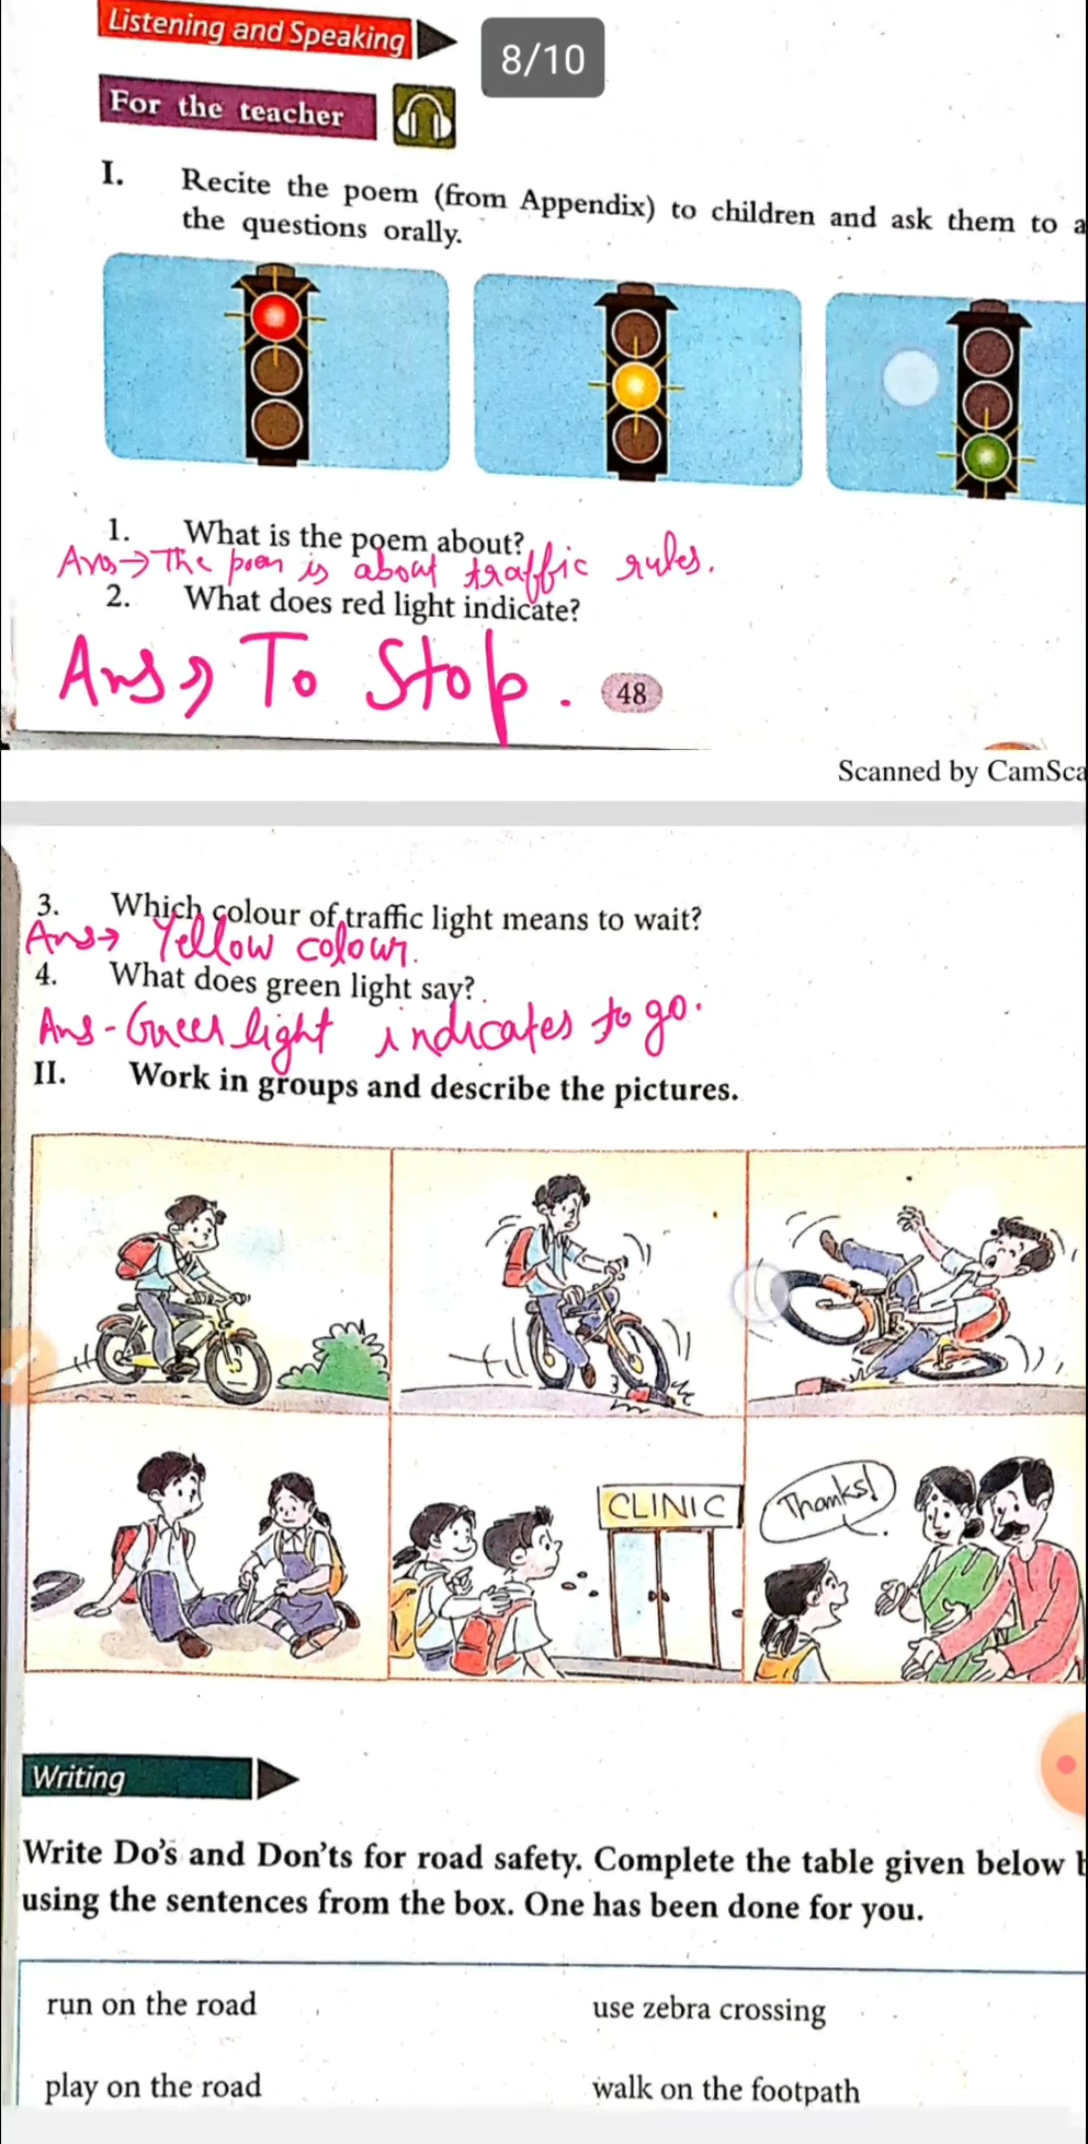 Listening and Speaking
8/10
For the teacher
I. Recite the poem (from Appendix) to children and ask them to a
the questions orally.
1. What is the poem about?
Ans→ The poem is about traffic rules.
2. What does red light indicate?
Ans→ To Stop.
48
Scanned by CamSca
3. Which colour of traffic light means to wait?
Ans→ Yellow colour.
4. What does green light say?
Ans - Green light indicates to go.
II. Work in groups and describe the pictures.
CLINIC
Thanks!
Writing
Write Do's and Don'ts for road safety. Complete the table given below b
using the sentences from the box. One has been done for you.
run on the road use zebra crossing
play on the road walk on the footpath